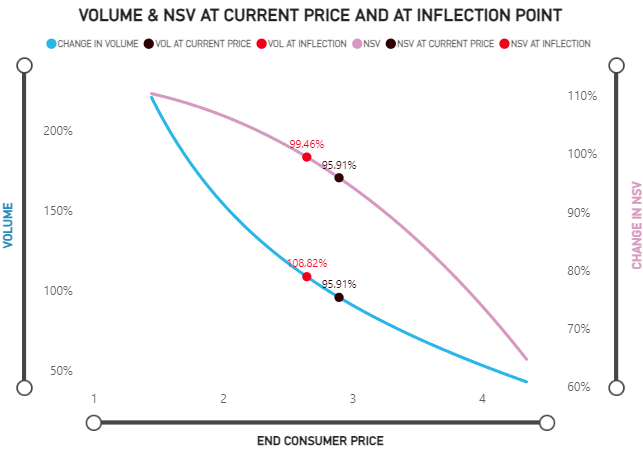 VOLUME & NSV AT CURRENT PRICE AND AT INFLECTION POINT
CHANGE IN VOLUME VOL AT CURRENT PRICE VOL AT INFLECTION NSV NSV AT CURRENT PRICE NSV AT INFLECTION
VOLUME
200%
150%
100%
50%
99.46%
95.91%
108.82%
95.91%
110%
100%
90%
80%
70%
60%
CHANGE IN NSV
1 2 3 4
END CONSUMER PRICE